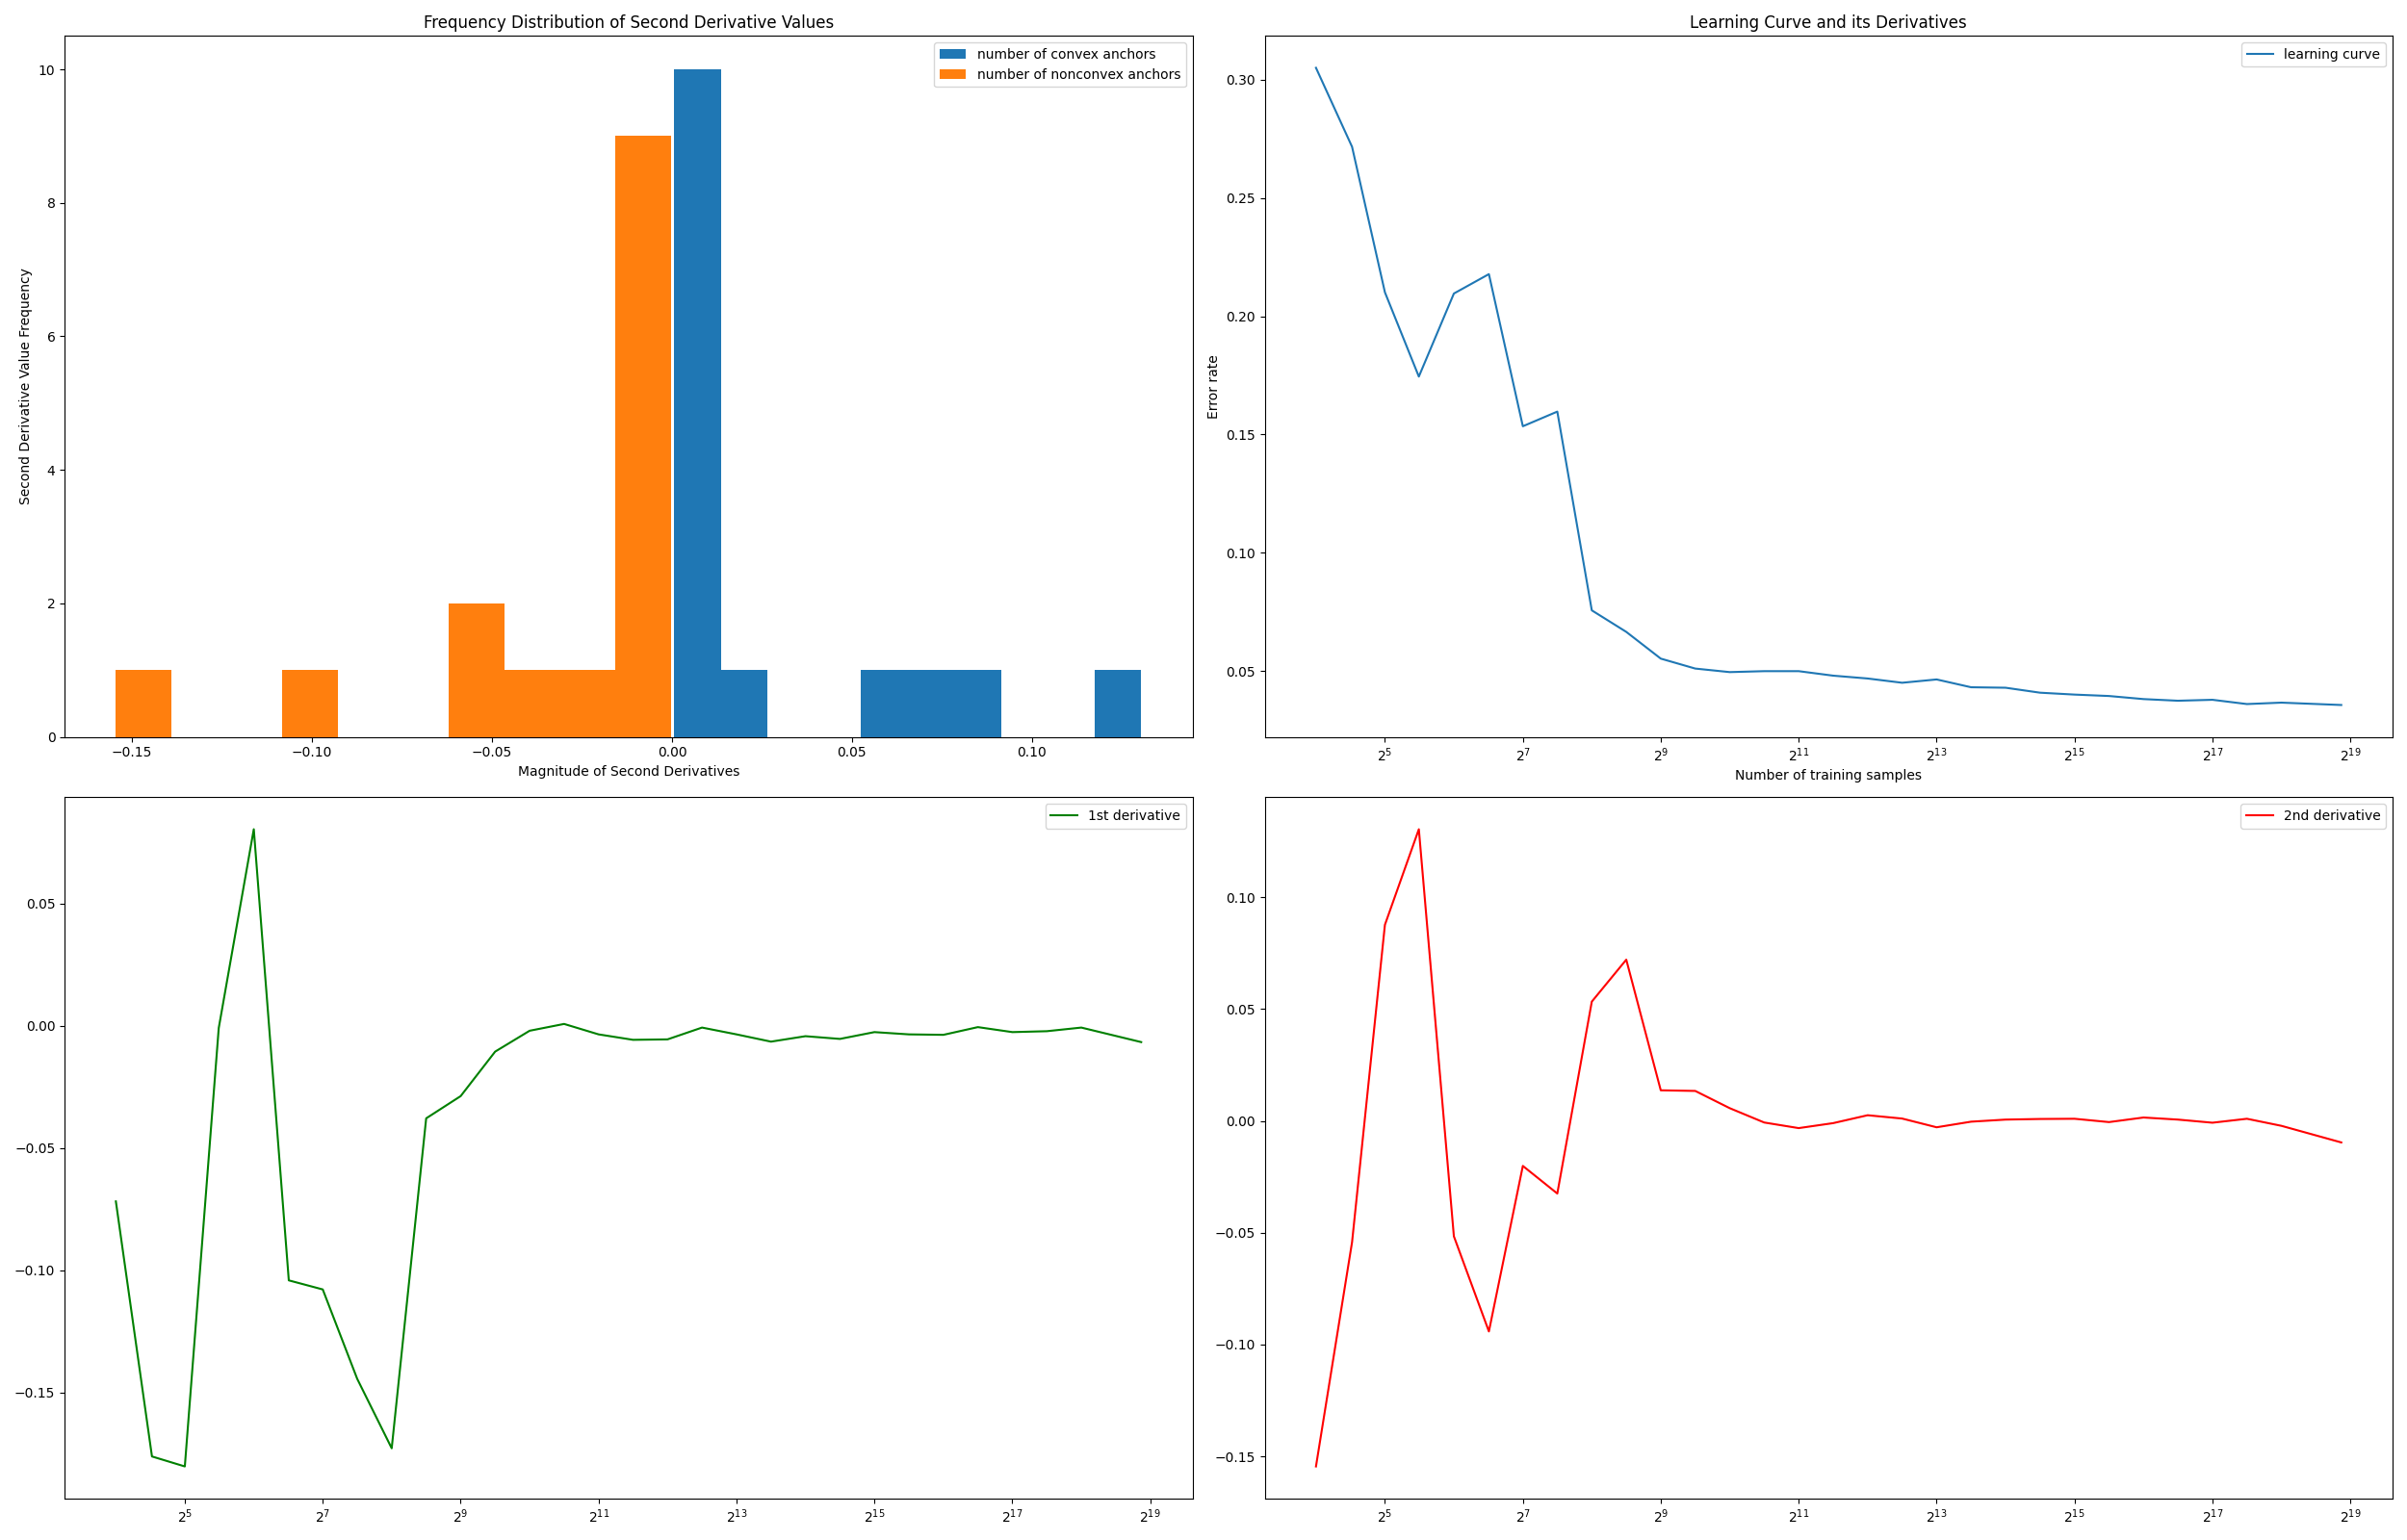 Frequency Distribution of Second Derivative Values
number of convex anchors
number of nonconvex anchors
Second Derivative Value Frequency
10
8
6
4
2
0
−0.15 −0.10 −0.05 0.00 0.05 0.10
Magnitude of Second Derivatives
Learning Curve and its Derivatives
learning curve
Error rate
0.30
0.25
0.20
0.15
0.10
0.05
2^5 2^7 2^9 2^11 2^13 2^15 2^17 2^19
Number of training samples
1st derivative
0.05
0.00
−0.05
−0.10
−0.15
2^5 2^7 2^9 2^11 2^13 2^15 2^17 2^19
2nd derivative
0.10
0.05
0.00
−0.05
−0.10
−0.15
2^5 2^7 2^9 2^11 2^13 2^15 2^17 2^19